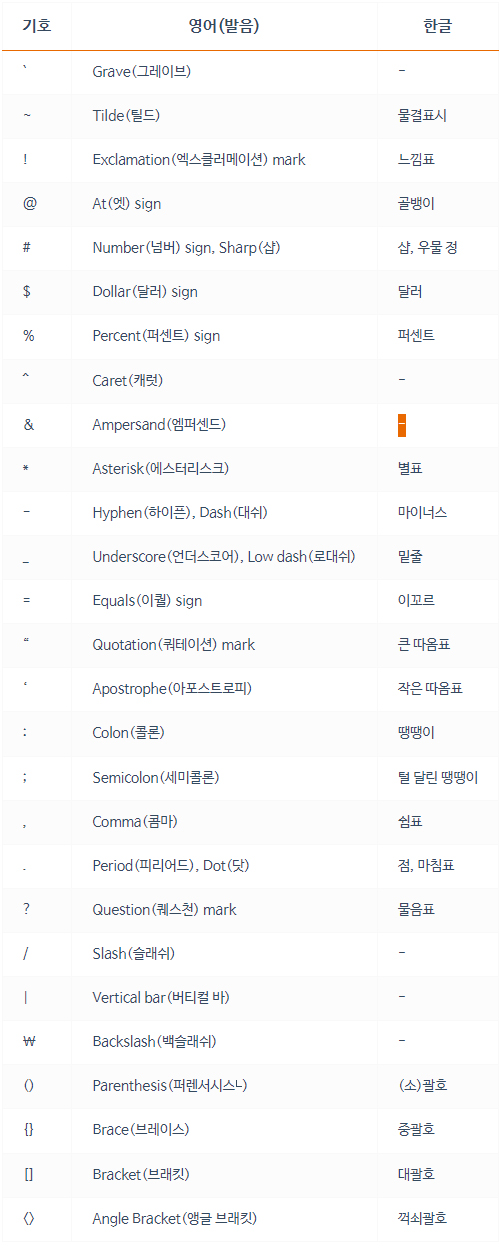 기호 영어(발음) 한글
` Grave(그레이브) -
~ Tilde(틸드) 물결표시
! Exclamation(엑스클러메이션) mark 느낌표
@ At(엣) sign 골뱅이
# Number(넘버) sign, Sharp(샵) 샵, 우물 정
$ Dollar(달러) sign 달러
% Percent(퍼센트) sign 퍼센트
^ Caret(캐럿) -
& Ampersand(엠퍼센드) -
* Asterisk(에스터리스크) 별표
- Hyphen(하이픈), Dash(대쉬) 마이너스
_ Underscore(언더스코어), Low dash(로대쉬) 밑줄
= Equals(이퀄) sign 이꼬르
“ Quotation(쿼테이션) mark 큰 따옴표
‘ Apostrophe(아포스트로피) 작은 따옴표
: Colon(콜론) 땡땡이
; Semicolon(세미콜론) 털 달린 땡땡이
, Comma(콤마) 쉼표
. Period(피리어드), Dot(닷) 점, 마침표
? Question(퀘스천) mark 물음표
/ Slash(슬래쉬) -
| Vertical bar(버티컬 바) -
₩ Backslash(백슬래쉬) -
() Parenthesis(퍼렌서시스ㄴ) (소)괄호
{} Brace(브레이스) 중괄호
[] Bracket(브래킷) 대괄호
〈〉 Angle Bracket(앵글 브래킷) 꺽쇠괄호